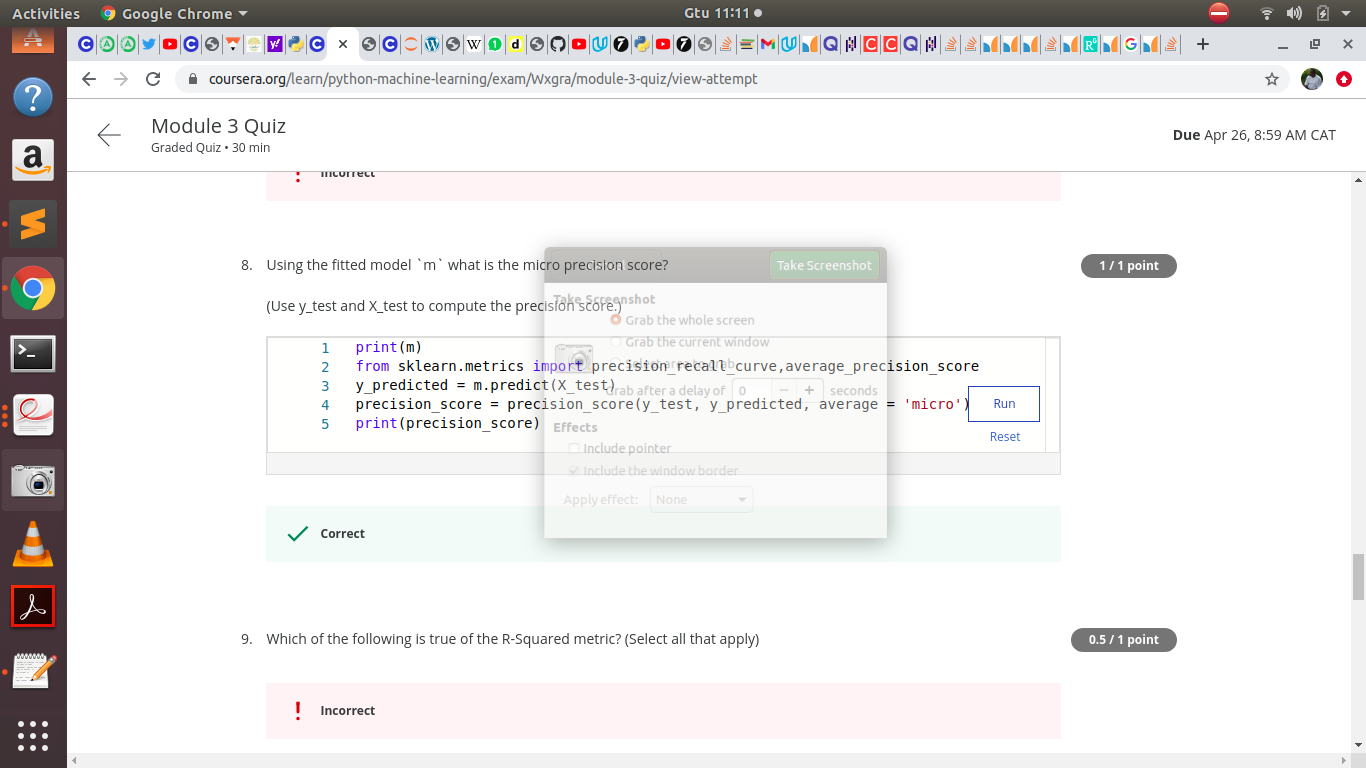 Activities
Google Chrome
Gtu 11:11
coursera.org/learn/python-machine-learning/exam/Wxgra/module-3-quiz/view-attempt
Module 3 Quiz
Graded Quiz • 30 min
Due Apr 26, 8:59 AM CAT
Incorrect
8. Using the fitted model `m` what is the micro precision score?
1 / 1 point
(Use y_test and X_test to compute the precision score.)
1 print(m)
2 from sklearn.metrics import precision_recall_curve,average_precision_score
3 y_predicted = m.predict(X_test)
4 precision_score = precision_score(y_test, y_predicted, average = 'micro')
5 print(precision_score)
Run
Reset
Take Screenshot
Take Screenshot
Grab the whole screen
Grab the current window
Select area to grab
Grab after a delay of 0 − + seconds
Effects
Include pointer
Include the window border
Apply effect: None
Correct
9. Which of the following is true of the R-Squared metric? (Select all that apply)
0.5 / 1 point
Incorrect